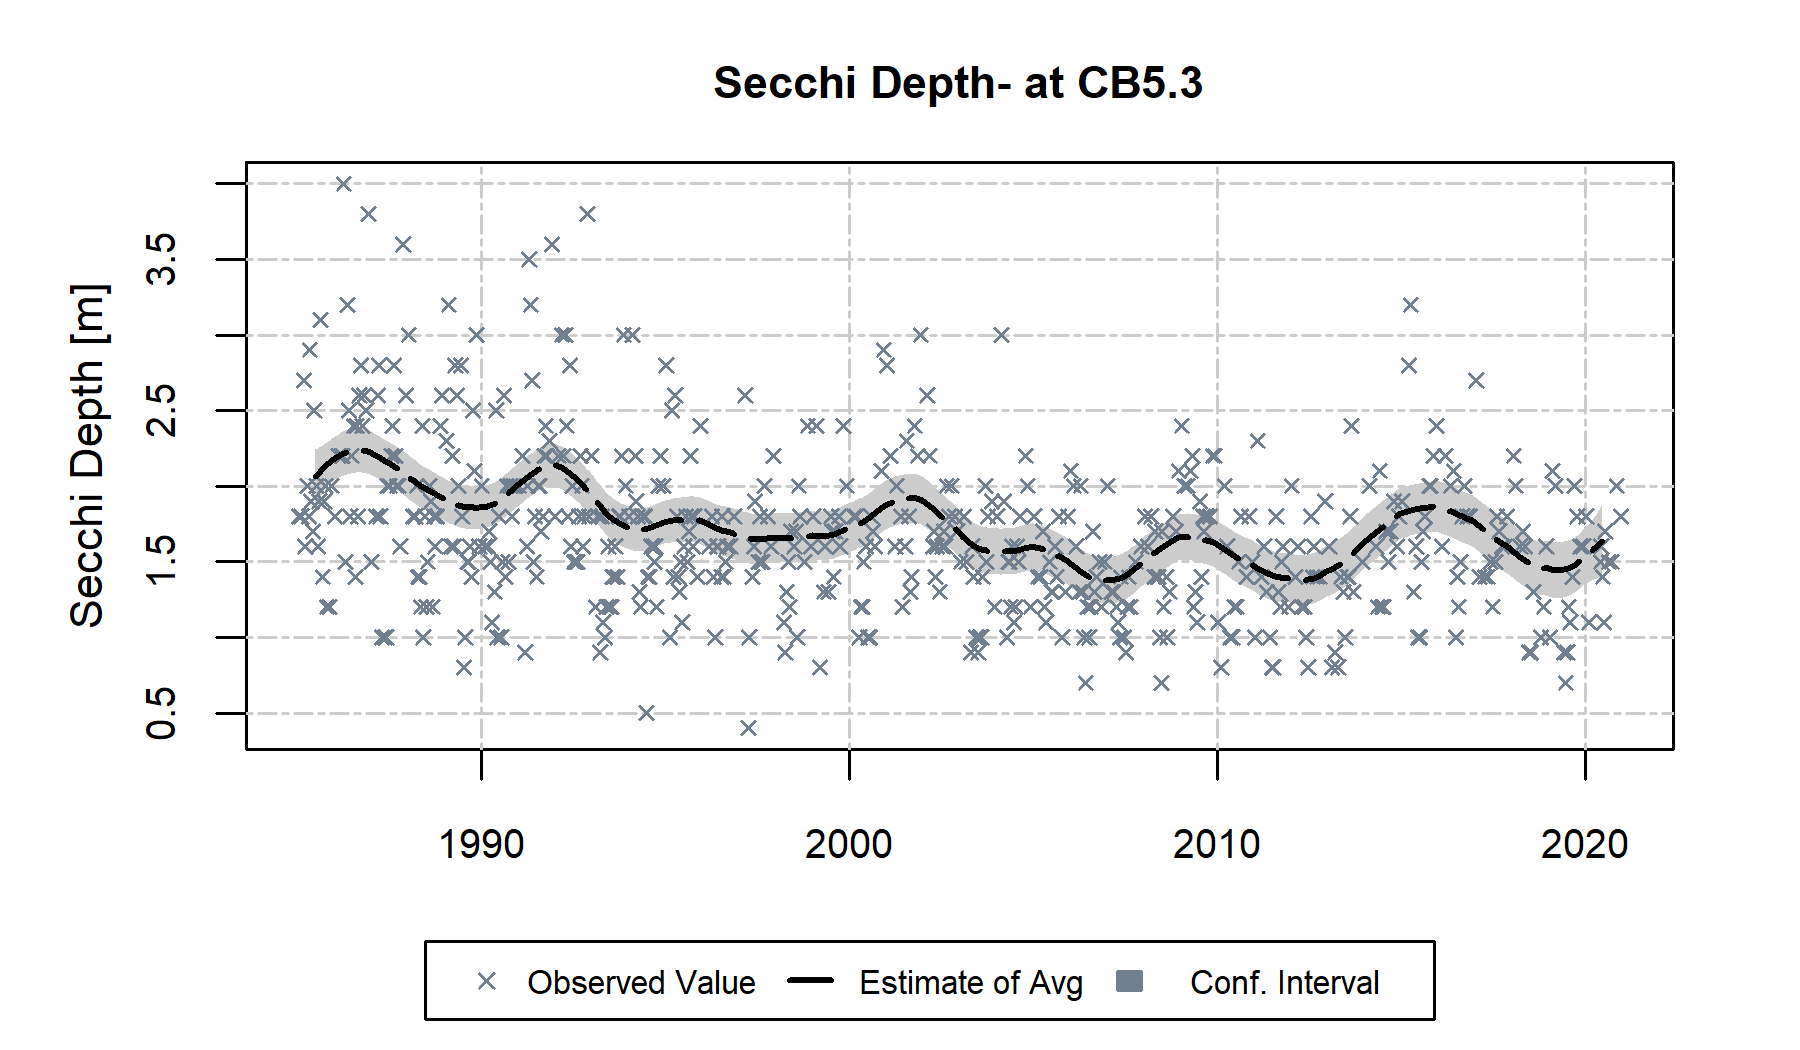 Secchi Depth- at CB5.3
Secchi Depth [m]
3.5
2.5
1.5
0.5
1990 2000 2010 2020
Observed Value Estimate of Avg Conf. Interval